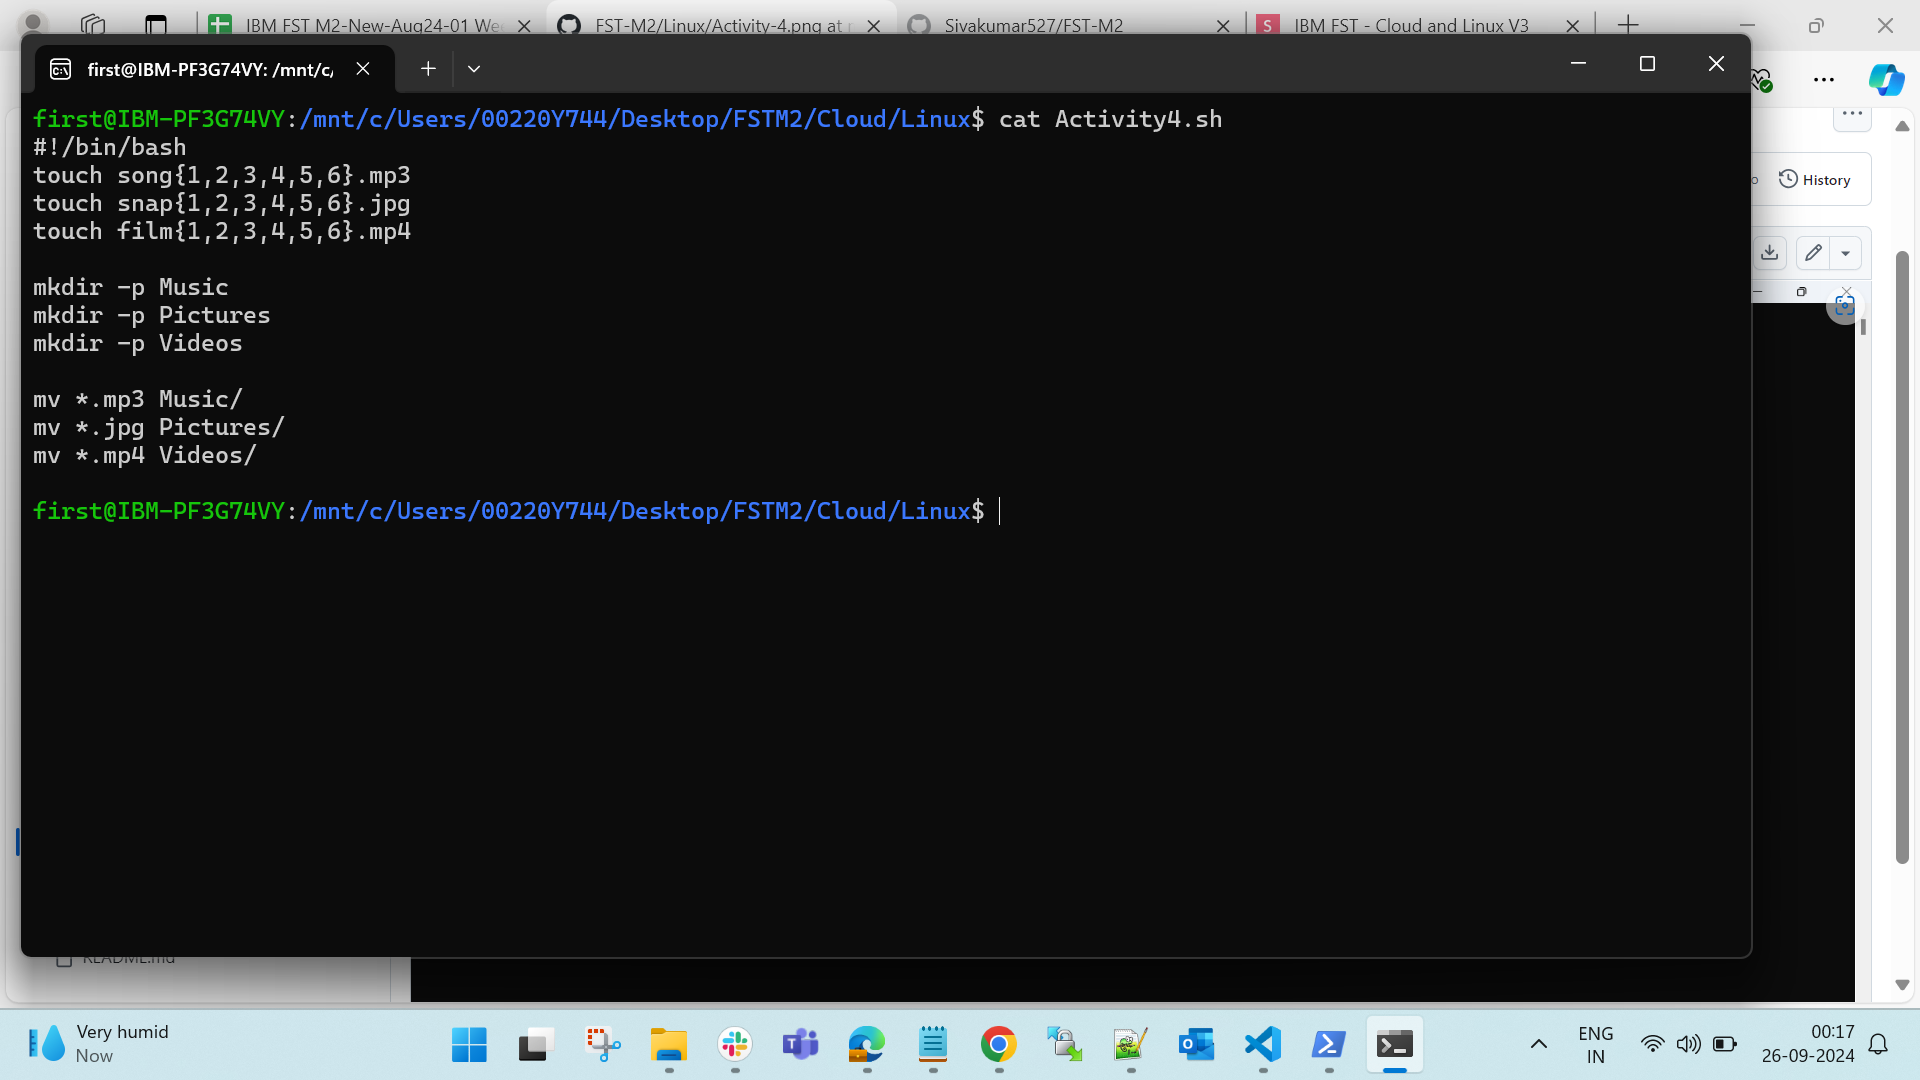 IBM FST M2-New-Aug24-01 We
FST-M2/Linux/Activity-4.png at
Sivakumar527/FST-M2
S
IBM FST - Cloud and Linux V3
first@IBM-PF3G74VY: /mnt/c/
first@IBM-PF3G74VY:/mnt/c/Users/00220Y744/Desktop/FSTM2/Cloud/Linux$ cat Activity4.sh
#!/bin/bash
touch song{1,2,3,4,5,6}.mp3
touch snap{1,2,3,4,5,6}.jpg
touch film{1,2,3,4,5,6}.mp4
mkdir -p Music
mkdir -p Pictures
mkdir -p Videos
mv *.mp3 Music/
mv *.jpg Pictures/
mv *.mp4 Videos/
first@IBM-PF3G74VY:/mnt/c/Users/00220Y744/Desktop/FSTM2/Cloud/Linux$
History
README.md
Very humid
Now
ENG
IN
00:17
26-09-2024